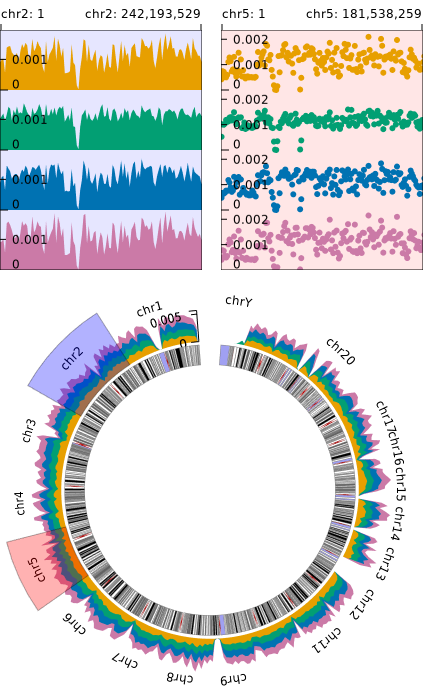 chr2: 1
chr2: 242,193,529
chr5: 1
chr5: 181,538,259
0.001
0
0.001
0
0.001
0
0.001
0
0.002
0.001
0
0.002
0.001
0
0.002
0.001
0
0.002
0.001
0
chr1
0.005
0
chrY
chr2
chr20
chr3
chr17
chr16
chr15
chr4
chr14
chr5
chr13
chr6
chr12
chr7
chr11
chr8
chr9